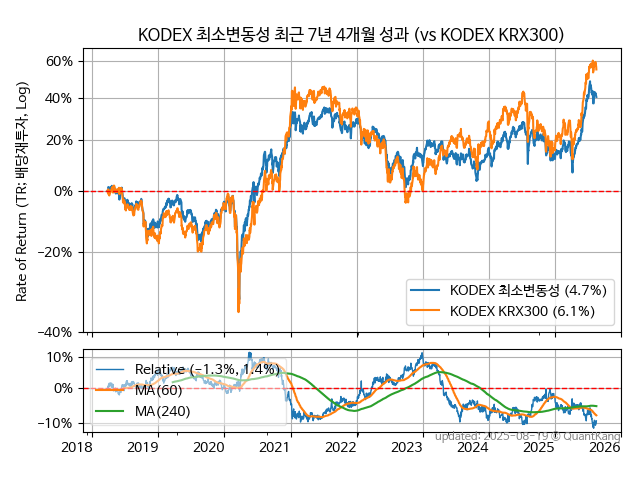 KODEX 최소변동성 최근 7년 4개월 성과 (vs KODEX KRX300)
Rate of Return (TR: 배당재투자, Log)
60%
40%
20%
0%
−20%
−40%
KODEX 최소변동성 (4.7%)
KODEX KRX300 (6.1%)
10%
0%
−10%
Relative (−1.3%, 1.4%)
MA(60)
MA(240)
2018 2019 2020 2021 2022 2023 2024 2025 2026
updated: 2025-08-19 © QuantKang